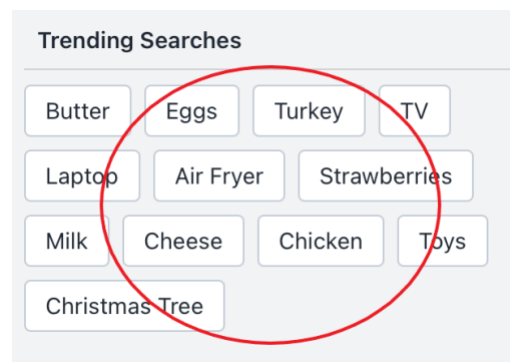 Trending Searches
Butter Eggs Turkey TV
Laptop Air Fryer Strawberries
Milk Cheese Chicken Toys
Christmas Tree